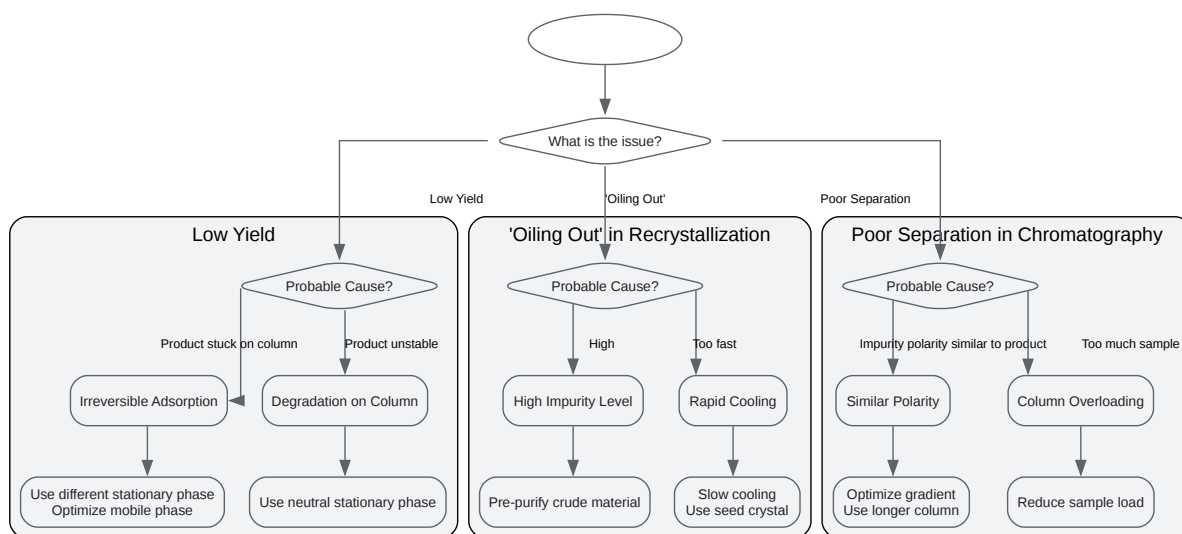 What is the issue?
Low Yield
'Oiling Out'
Poor Separation
Low Yield
'Oiling Out' in Recrystallization
Poor Separation in Chromatography
Probable Cause?
Probable Cause?
Probable Cause?
Product stuck on column
Product unstable
High
Too fast
Impurity polarity similar to product
Too much sample
Irreversible Adsorption
Degradation on Column
High Impurity Level
Rapid Cooling
Similar Polarity
Column Overloading
Use different stationary phase
Optimize mobile phase
Use neutral stationary phase
Pre-purify crude material
Slow cooling
Use seed crystal
Optimize gradient
Use longer column
Reduce sample load